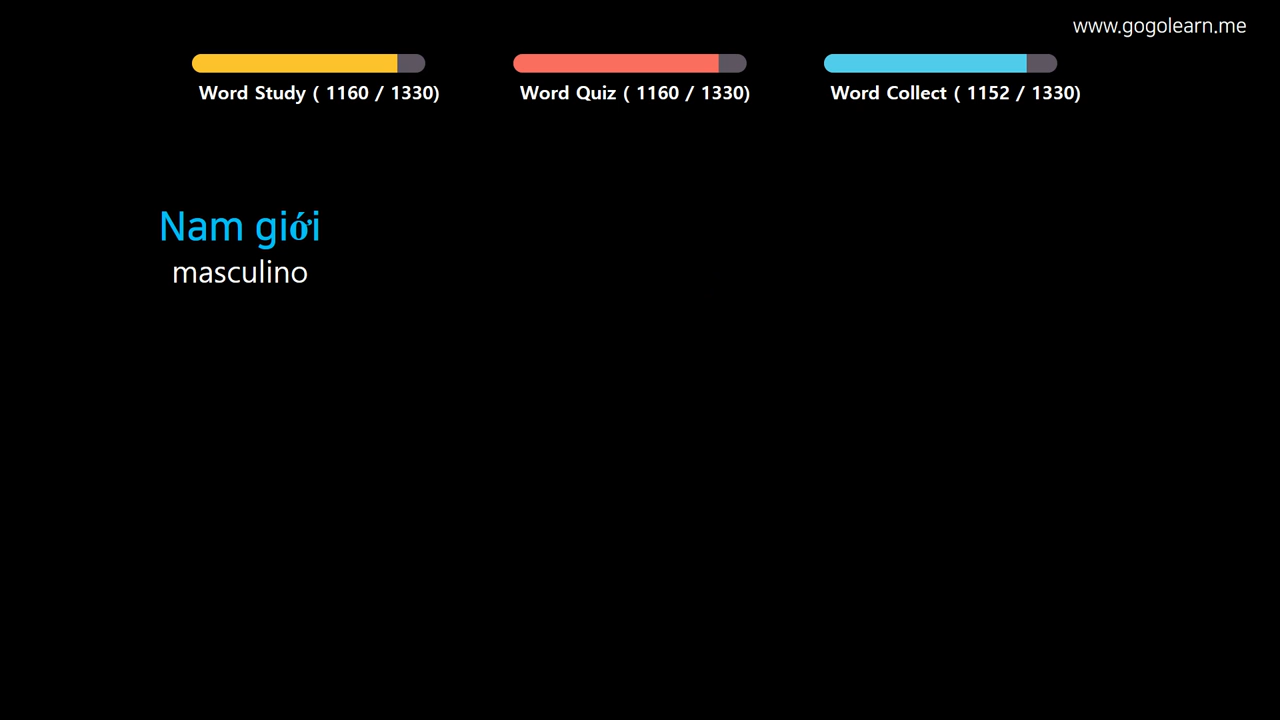 www.gogolearn.me
Word Study ( 1160 / 1330)
Word Quiz ( 1160 / 1330)
Word Collect ( 1152 / 1330)
Nam giới
masculino